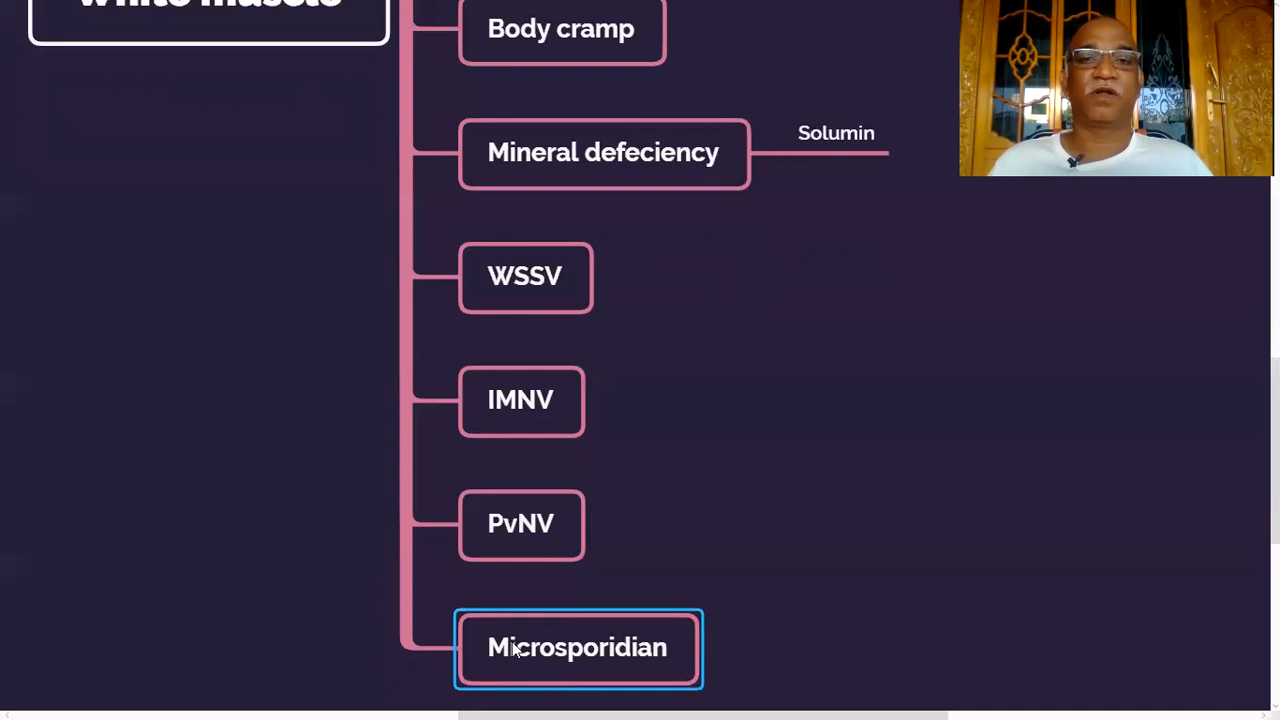 White muscle
Body cramp
Mineral defeciency
Solumin
WSSV
IMNV
PvNV
Microsporidian